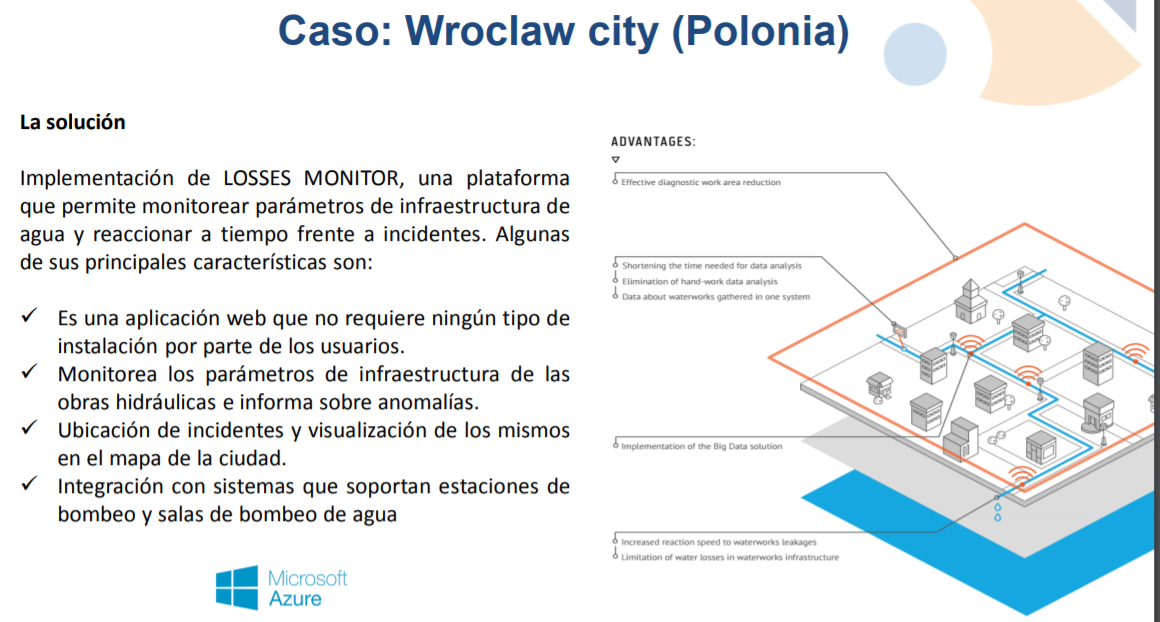 Caso: Wroclaw city (Polonia)
La solución
Implementación de LOSSES MONITOR, una plataforma
que permite monitorear parámetros de infraestructura de
agua y reaccionar a tiempo frente a incidentes. Algunas
de sus principales características son:
✓ Es una aplicación web que no requiere ningún tipo de
instalación por parte de los usuarios.
✓ Monitorea los parámetros de infraestructura de las
obras hidráulicas e informa sobre anomalías.
✓ Ubicación de incidentes y visualización de los mismos
en el mapa de la ciudad.
✓ Integración con sistemas que soportan estaciones de
bombeo y salas de bombeo de agua
Microsoft
Azure
ADVANTAGES:
Effective diagnostic work area reduction
Shortening the time needed for data analysis
Elimination of hand-work data analysis
Data about waterworks gathered in one system
Implementation of the Big Data solution
Increased reaction speed to waterworks leakages
Limitation of water losses in waterworks infrastructure